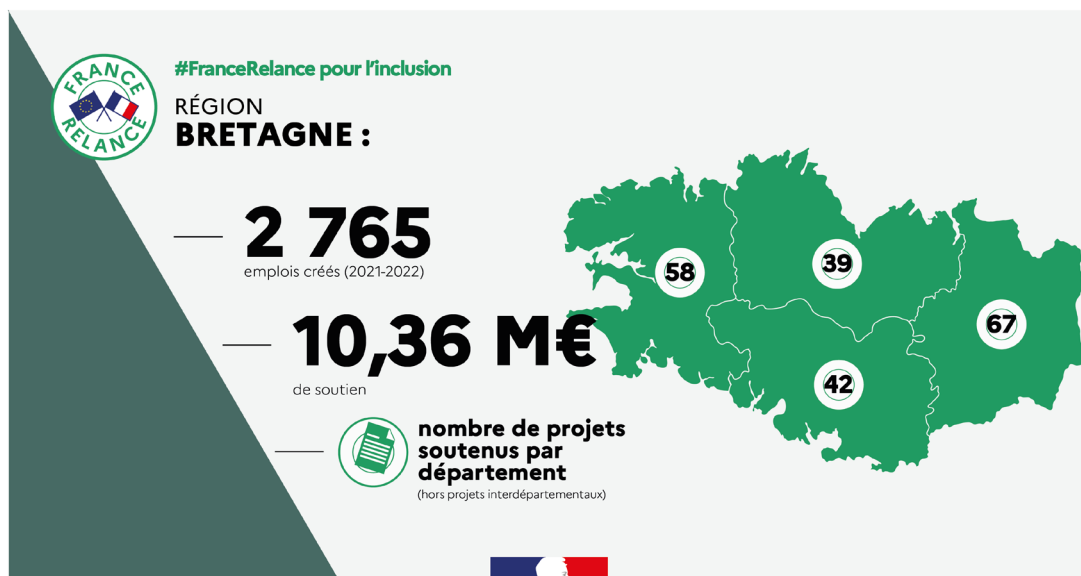 FRANCE
RELANCE
#FranceRelance pour l'inclusion
RÉGION
BRETAGNE :
2 765
emplois créés (2021-2022)
10,36 M€
de soutien
nombre de projets
soutenus par
département
(hors projets interdépartementaux)
58
39
67
42